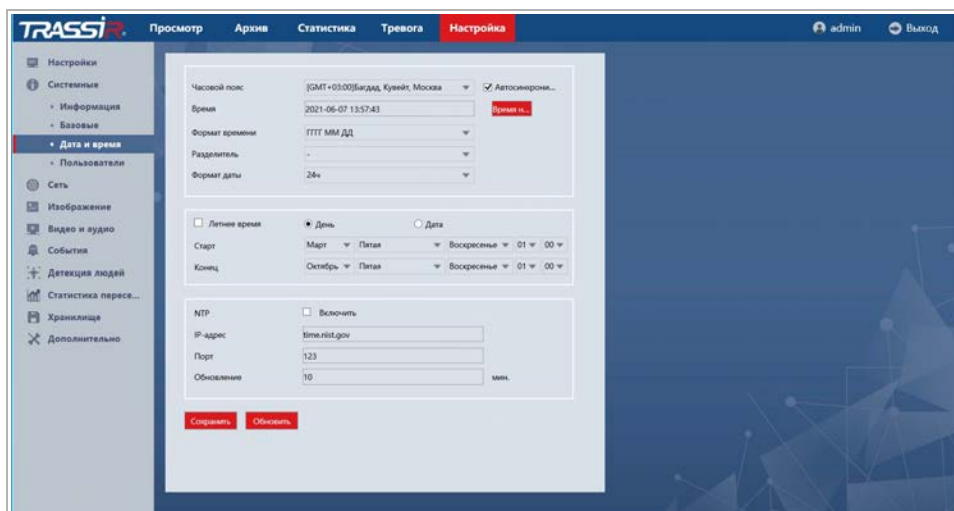 TRASSIR Просмотр Архив Статистика Тревога Настройка admin Выход
Настройки
Системные
Информация
Базовые
Дата и время
Пользователи
Сеть
Изображение
Видео и аудио
События
Детекция людей
Статистика пересе...
Хранилище
Дополнительно
Часовой пояс [GMT+03:00]Багдад, Кувейт, Москва Автосинхрони...
Время 2021-06-07 13:57:43 Время н...
Формат времени ГГГГ ММ ДД
Разделитель -
Формат даты 24ч
Летнее время День Дата
Старт Март Пятая Воскресенье 01 00
Конец Октябрь Пятая Воскресенье 01 00
NTP Включить
IP-адрес time.nist.gov
Порт 123
Обновление 10 мин.
Сохранить Обновить